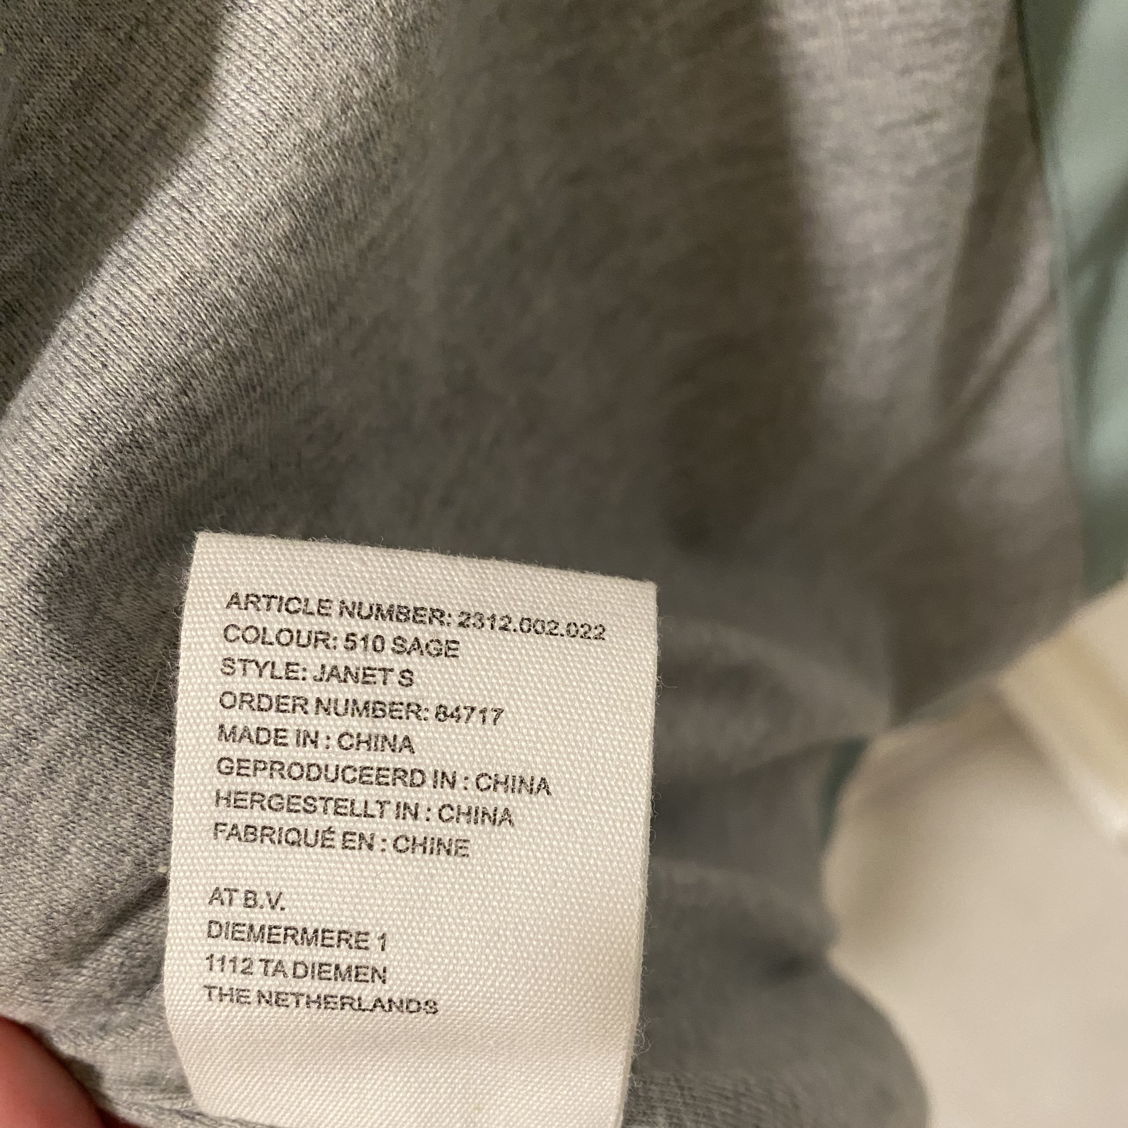 ARTICLE NUMBER: 2312.002.022
COLOUR: 510 SAGE
STYLE: JANET S
ORDER NUMBER: 84717
MADE IN : CHINA
GEPRODUCEERD IN : CHINA
HERGESTELLT IN : CHINA
FABRIQUÉ EN : CHINE
AT B.V.
DIEMERMERE 1
1112 TA DIEMEN
THE NETHERLANDS